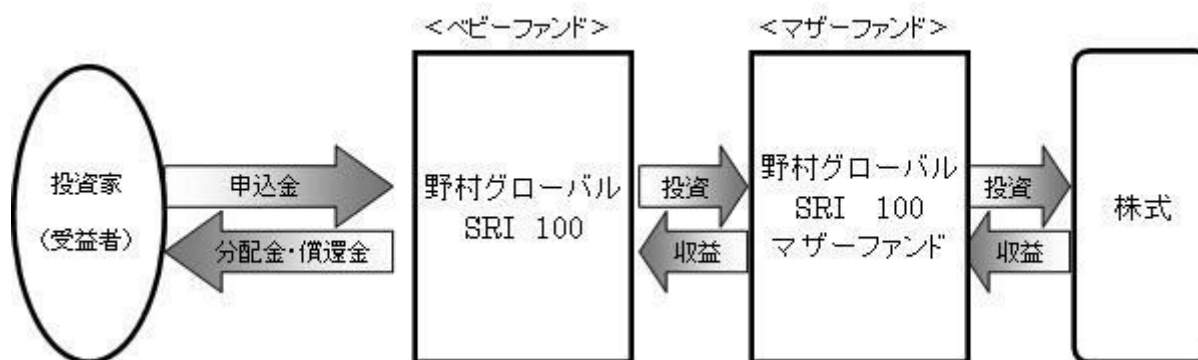 ＜ベビーファンド＞
＜マザーファンド＞
投資家
（受益者）
申込金
分配金・償還金
野村グローバル
SRI 100
投資
収益
野村グローバル
SRI　100
マザーファンド
投資
収益
株式